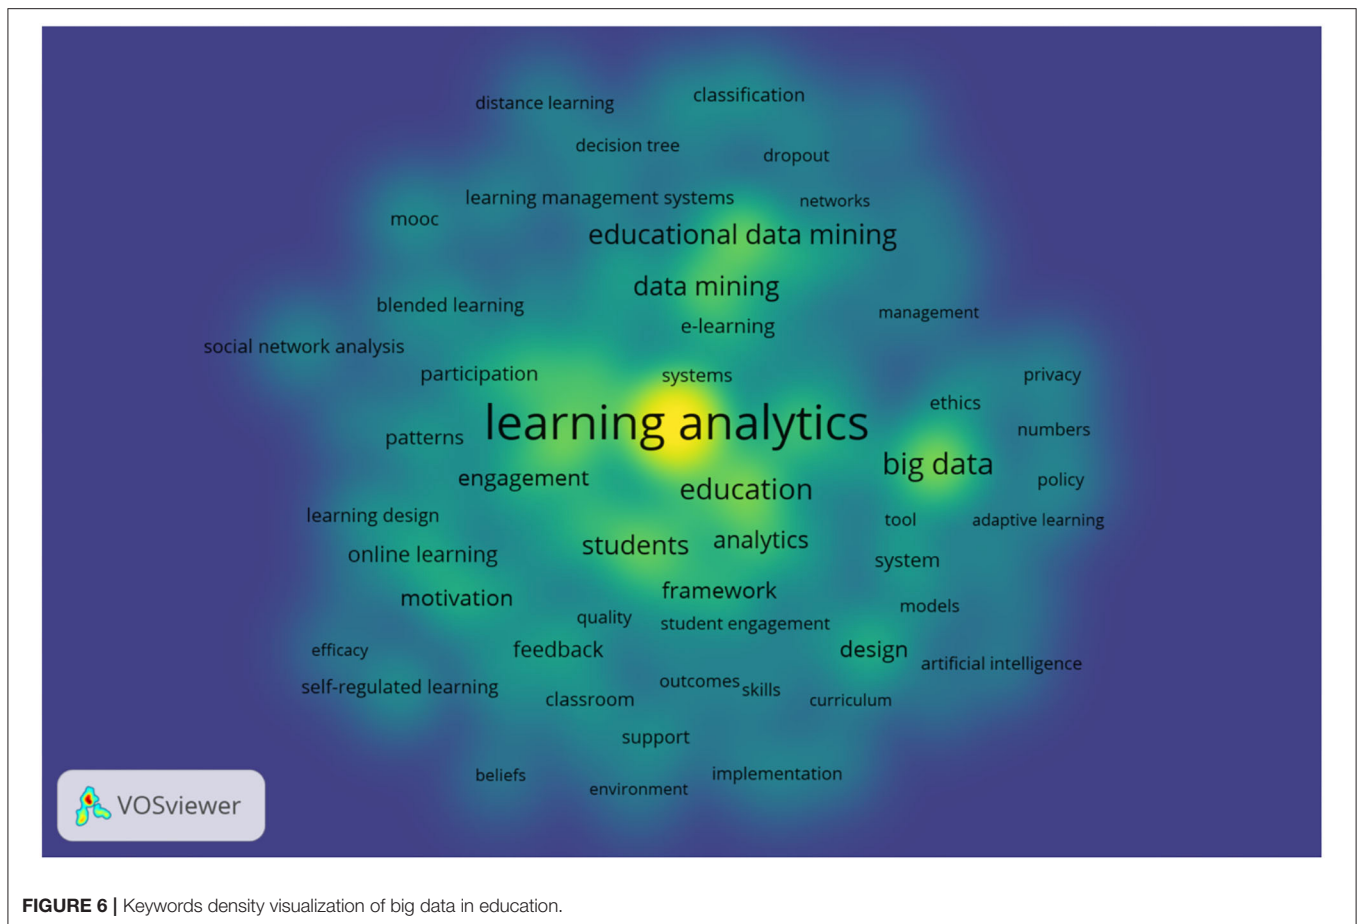 classification
distance learning
decision tree
dropout
learning management systems
networks
mooc
educational data mining
data mining
blended learning
management
e-learning
social network analysis
participation
systems
privacy
ethics
learning analytics
numbers
patterns
big data
engagement
education
policy
learning design
tool
adaptive learning
students
analytics
online learning
system
motivation
framework
models
quality
student engagement
efficacy
feedback
design
artificial intelligence
self-regulated learning
outcomes
skills
classroom
curriculum
support
beliefs
implementation
environment
VOSviewer
FIGURE 6 | Keywords density visualization of big data in education.